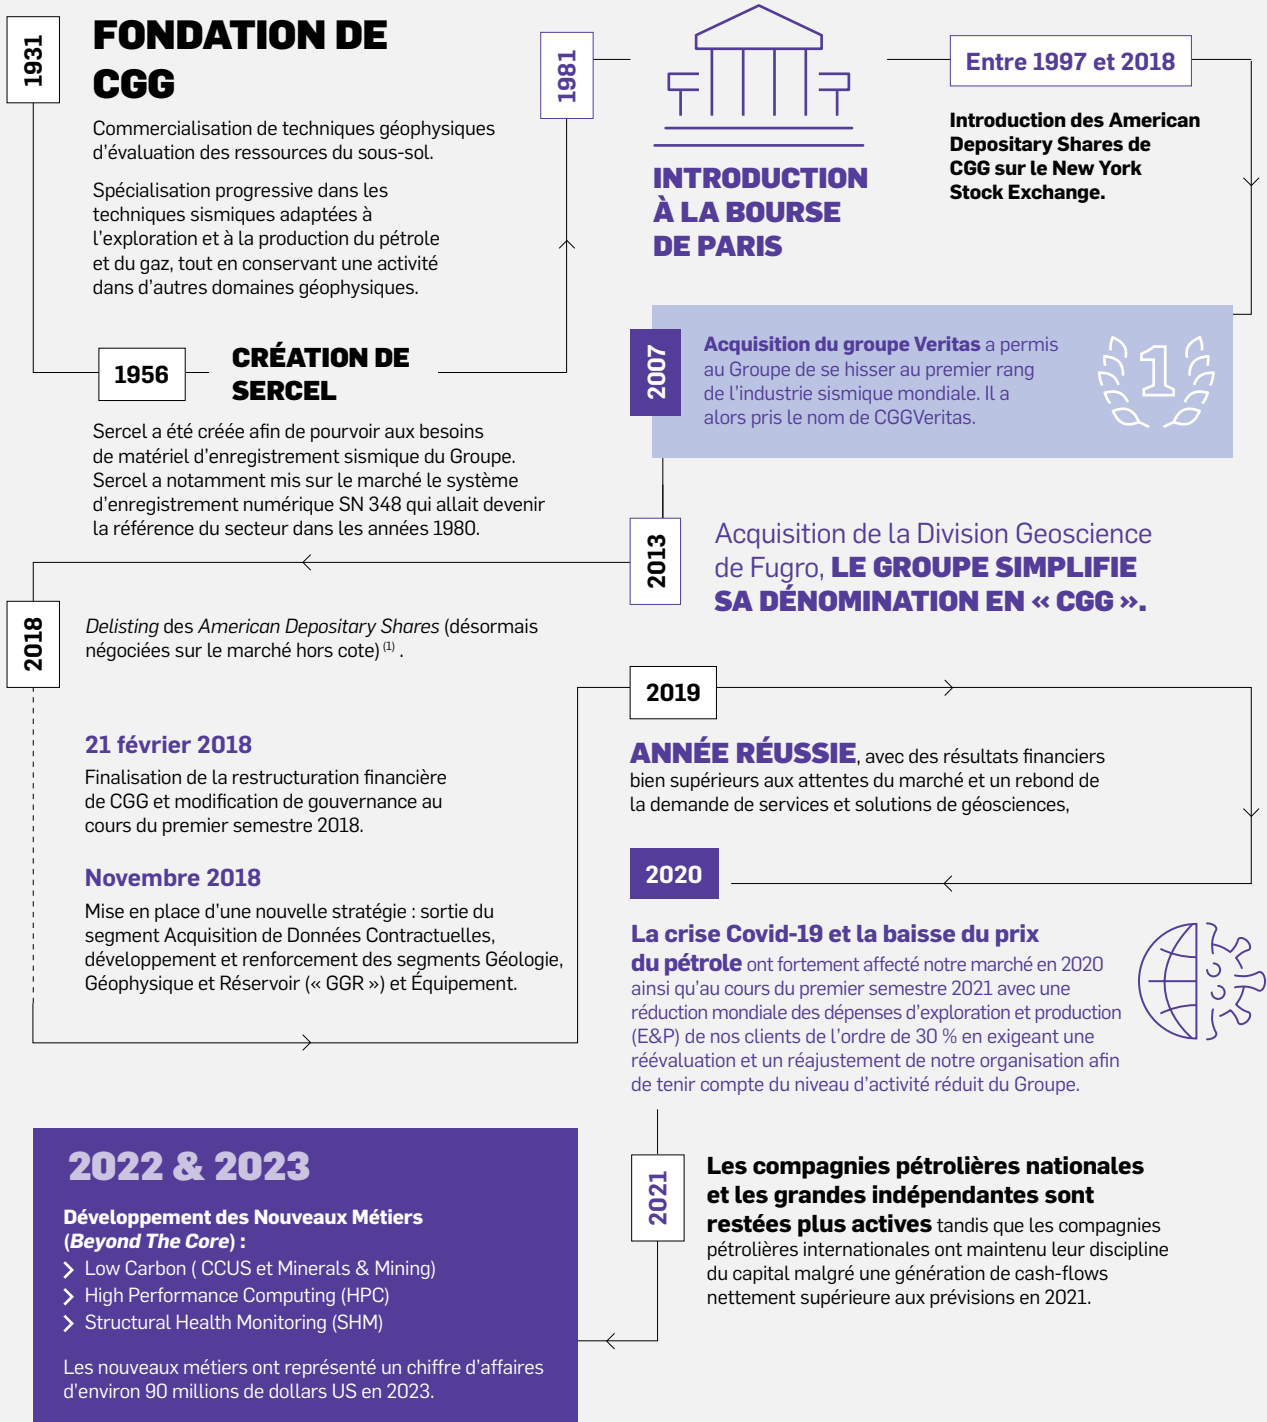 1931
FONDATION DE
CGG
Commercialisation de techniques géophysiques
d'évaluation des ressources du sous-sol.
Spécialisation progressive dans les
techniques sismiques adaptées à
l'exploration et à la production du pétrole
et du gaz, tout en conservant une activité
dans d'autres domaines géophysiques.
1956
CRÉATION DE
SERCEL
Sercel a été créée afin de pourvoir aux besoins
de matériel d'enregistrement sismique du Groupe.
Sercel a notamment mis sur le marché le système
d'enregistrement numérique SN 348 qui allait devenir
la référence du secteur dans les années 1980.
1981
INTRODUCTION
À LA BOURSE
DE PARIS
Entre 1997 et 2018
Introduction des American
Depositary Shares de
CGG sur le New York
Stock Exchange.
2007
Acquisition du groupe Veritas a permis
au Groupe de se hisser au premier rang
de l'industrie sismique mondiale. Il a
alors pris le nom de CGGVeritas.
1
2013
Acquisition de la Division Geoscience
de Fugro, LE GROUPE SIMPLIFIE
SA DÉNOMINATION EN « CGG ».
2018
Delisting des American Depositary Shares (désormais
négociées sur le marché hors cote) (1) .
21 février 2018
Finalisation de la restructuration financière
de CGG et modification de gouvernance au
cours du premier semestre 2018.
Novembre 2018
Mise en place d'une nouvelle stratégie : sortie du
segment Acquisition de Données Contractuelles,
développement et renforcement des segments Géologie,
Géophysique et Réservoir (« GGR ») et Équipement.
2019
ANNÉE RÉUSSIE, avec des résultats financiers
bien supérieurs aux attentes du marché et un rebond de
la demande de services et solutions de géosciences,
2020
La crise Covid-19 et la baisse du prix
du pétrole ont fortement affecté notre marché en 2020
ainsi qu'au cours du premier semestre 2021 avec une
réduction mondiale des dépenses d'exploration et production
(E&P) de nos clients de l'ordre de 30 % en exigeant une
réévaluation et un réajustement de notre organisation afin
de tenir compte du niveau d'activité réduit du Groupe.
2021
Les compagnies pétrolières nationales
et les grandes indépendantes sont
restées plus actives tandis que les compagnies
pétrolières internationales ont maintenu leur discipline
du capital malgré une génération de cash-flows
nettement supérieure aux prévisions en 2021.
2022 & 2023
Développement des Nouveaux Métiers
(Beyond The Core) :
Low Carbon ( CCUS et Minerals & Mining)
High Performance Computing (HPC)
Structural Health Monitoring (SHM)
Les nouveaux métiers ont représenté un chiffre d'affaires
d'environ 90 millions de dollars US en 2023.